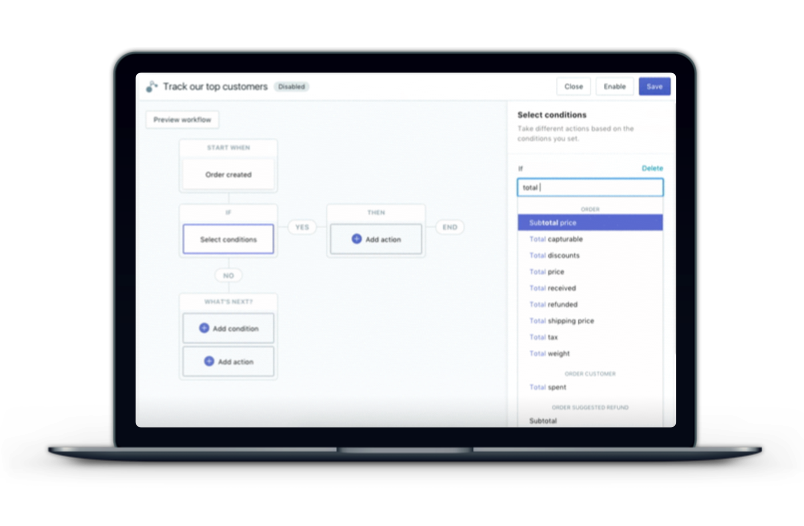 Track our top customers
Disabled
Close
Enable
Save
Preview workflow
START WHEN
Order created
IF
Select conditions
YES
THEN
Add action
END
NO
WHAT'S NEXT?
Add condition
Add action
Select conditions
Take different actions based on the
conditions you set.
If
Delete
total
ORDER
Subtotal price
Total capturable
Total discounts
Total price
Total received
Total refunded
Total shipping price
Total tax
Total weight
ORDER CUSTOMER
Total spent
ORDER SUGGESTED REFUND
Subtotal